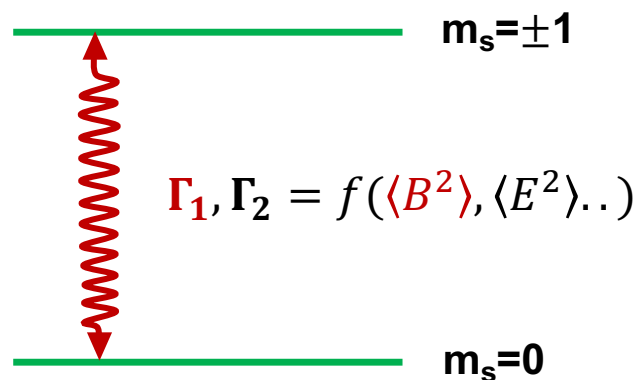 mₛ=±1
𝚪₁, 𝚪₂ = 𝑓(⟨𝐵²⟩, ⟨𝐸²⟩..)
mₛ=0